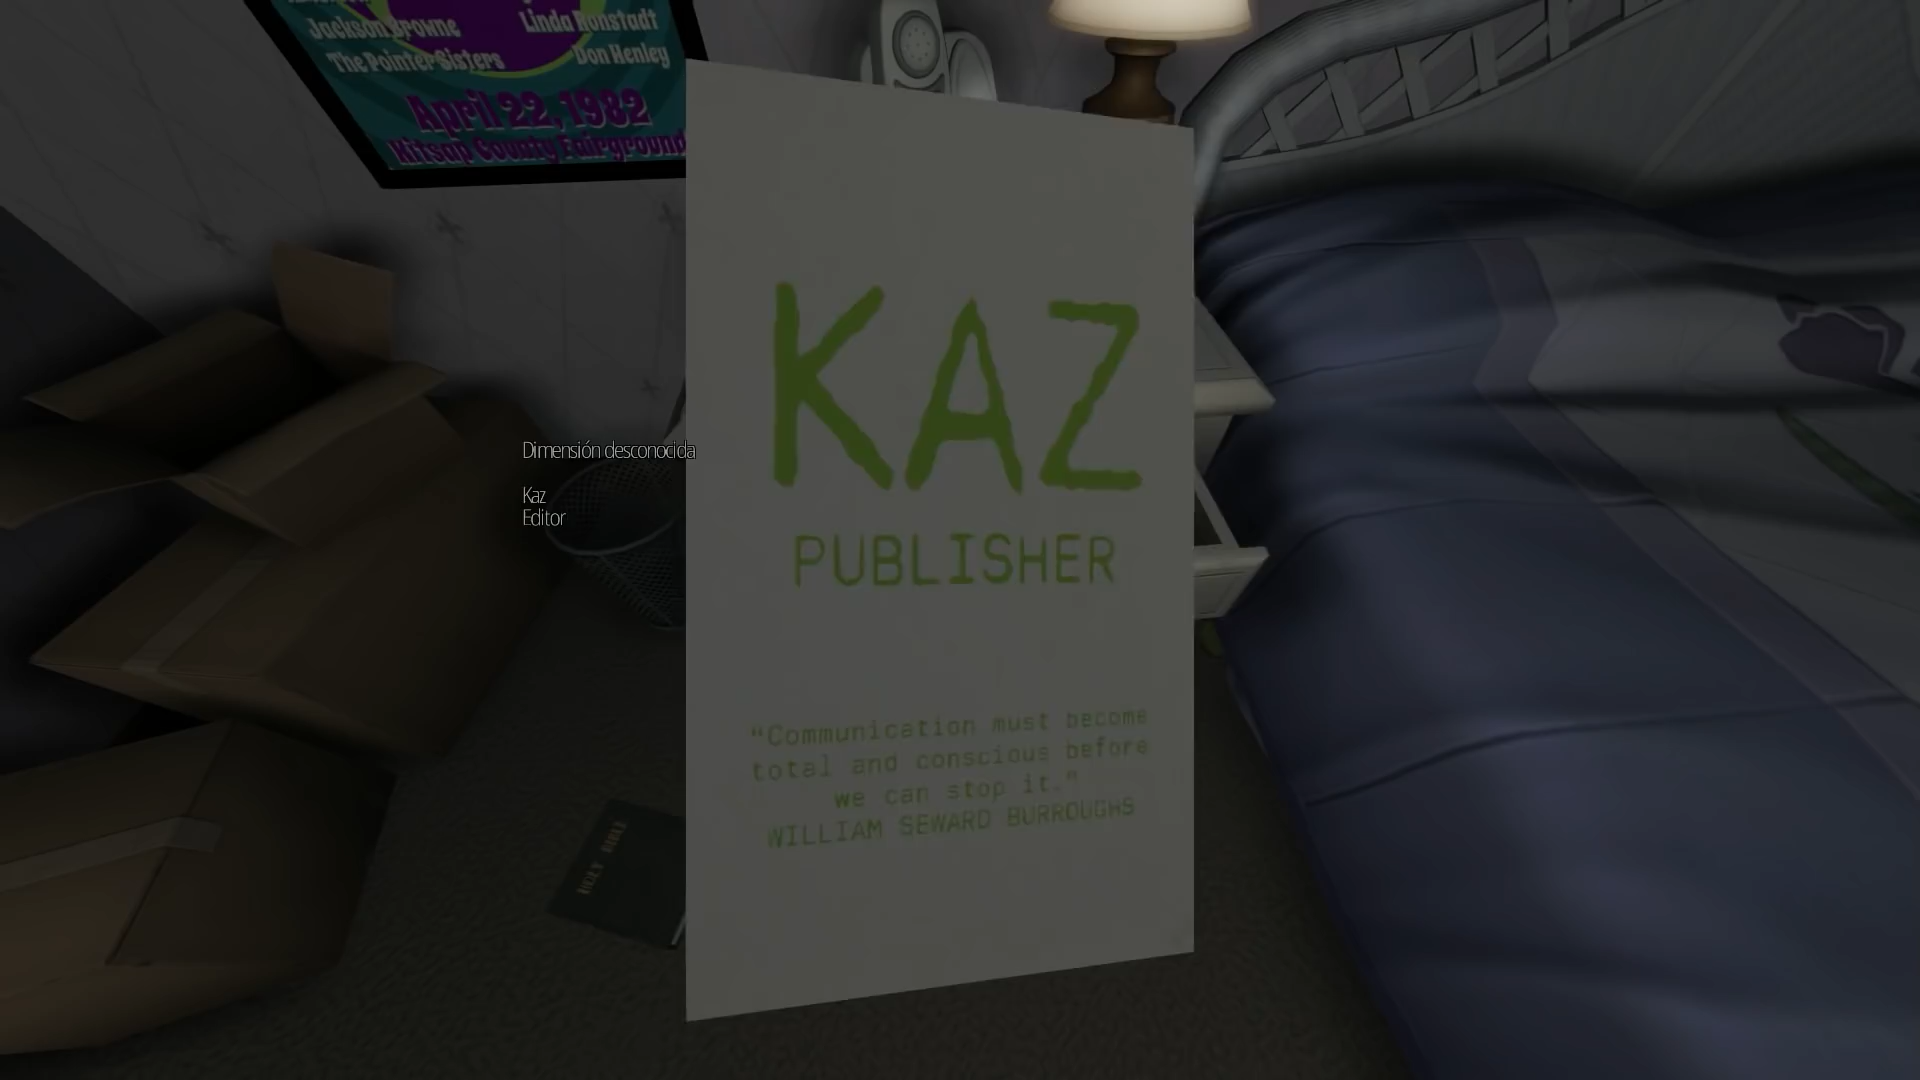 Jackson Browne
Linda Ronstadt
The Pointer Sisters
Don Henley
April 22, 1982
Kitsap County Fairground
Dimensión desconocida
Kaz
Editor
KAZ
PUBLISHER
"Communication must become
total and conscious before
we can stop it."
WILLIAM SEWARD BURROUGHS
HOLY BIBLE